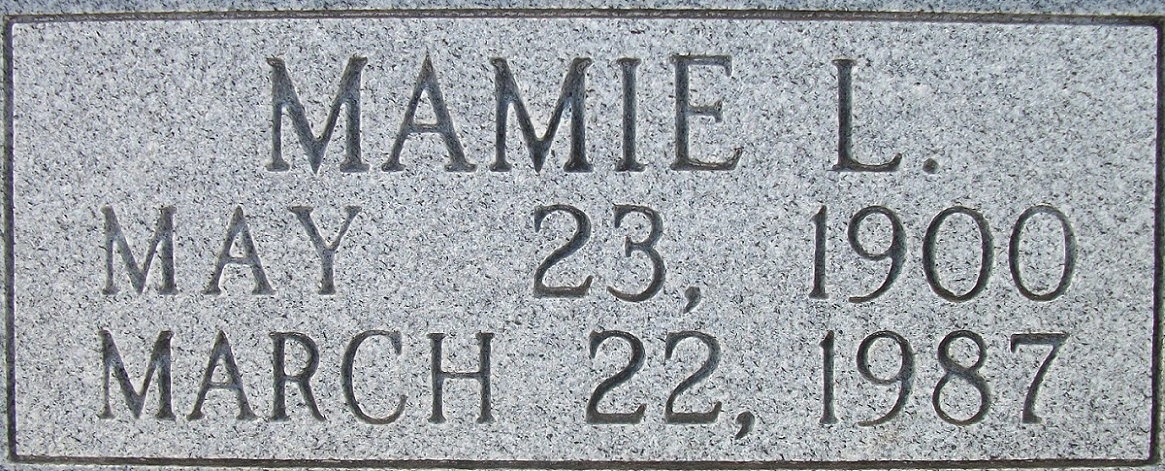 MAMIE L.
MAY 23, 1900
MARCH 22, 1987